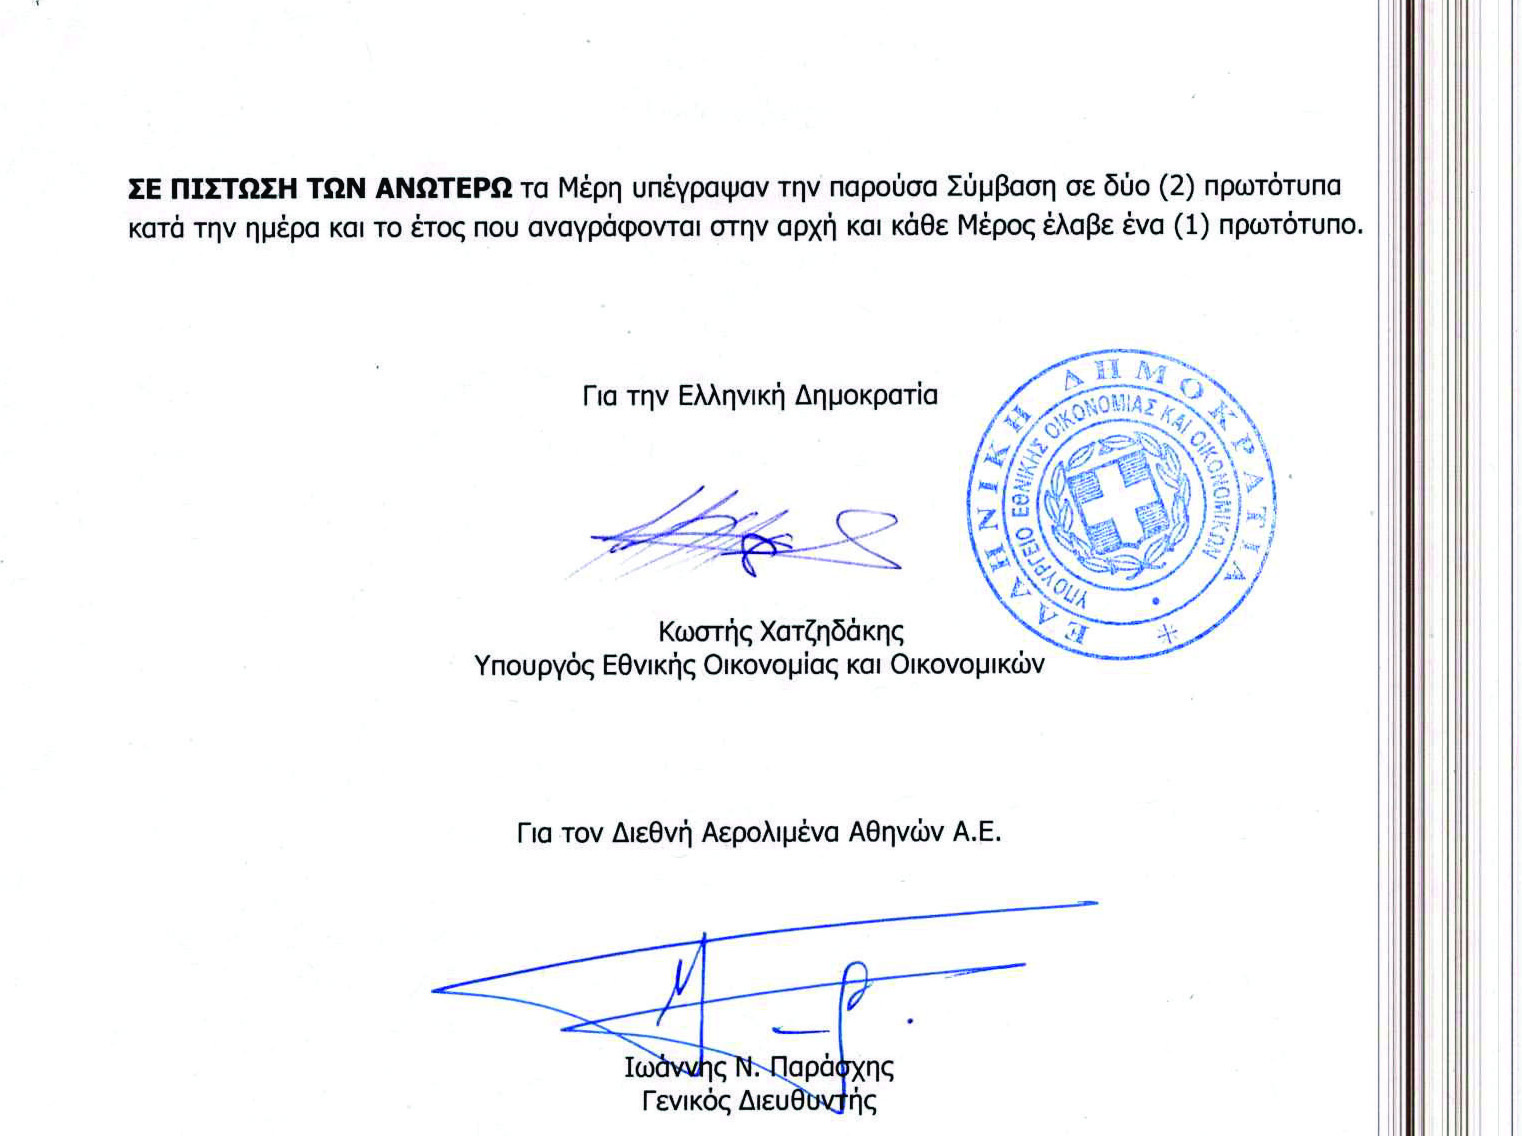 ΣΕ ΠΙΣΤΩΣΗ ΤΩΝ ΑΝΩΤΕΡΩ τα Μέρη υπέγραψαν την παρούσα Σύμβαση σε δύο (2) πρωτότυπα
κατά την ημέρα και το έτος που αναγράφονται στην αρχή και κάθε Μέρος έλαβε ένα (1) πρωτότυπο.
Για την Ελληνική Δημοκρατία
ΕΛΛΗΝΙΚΗ ΔΗΜΟΚΡΑΤΙΑ
ΥΠΟΥΡΓΕΙΟ ΕΘΝΙΚΗΣ ΟΙΚΟΝΟΜΙΑΣ ΚΑΙ ΟΙΚΟΝΟΜΙΚΩΝ
Κωστής Χατζηδάκης
Υπουργός Εθνικής Οικονομίας και Οικονομικών
Για τον Διεθνή Αερολιμένα Αθηνών Α.Ε.
Ιωάννης Ν. Παράσχης
Γενικός Διευθυντής